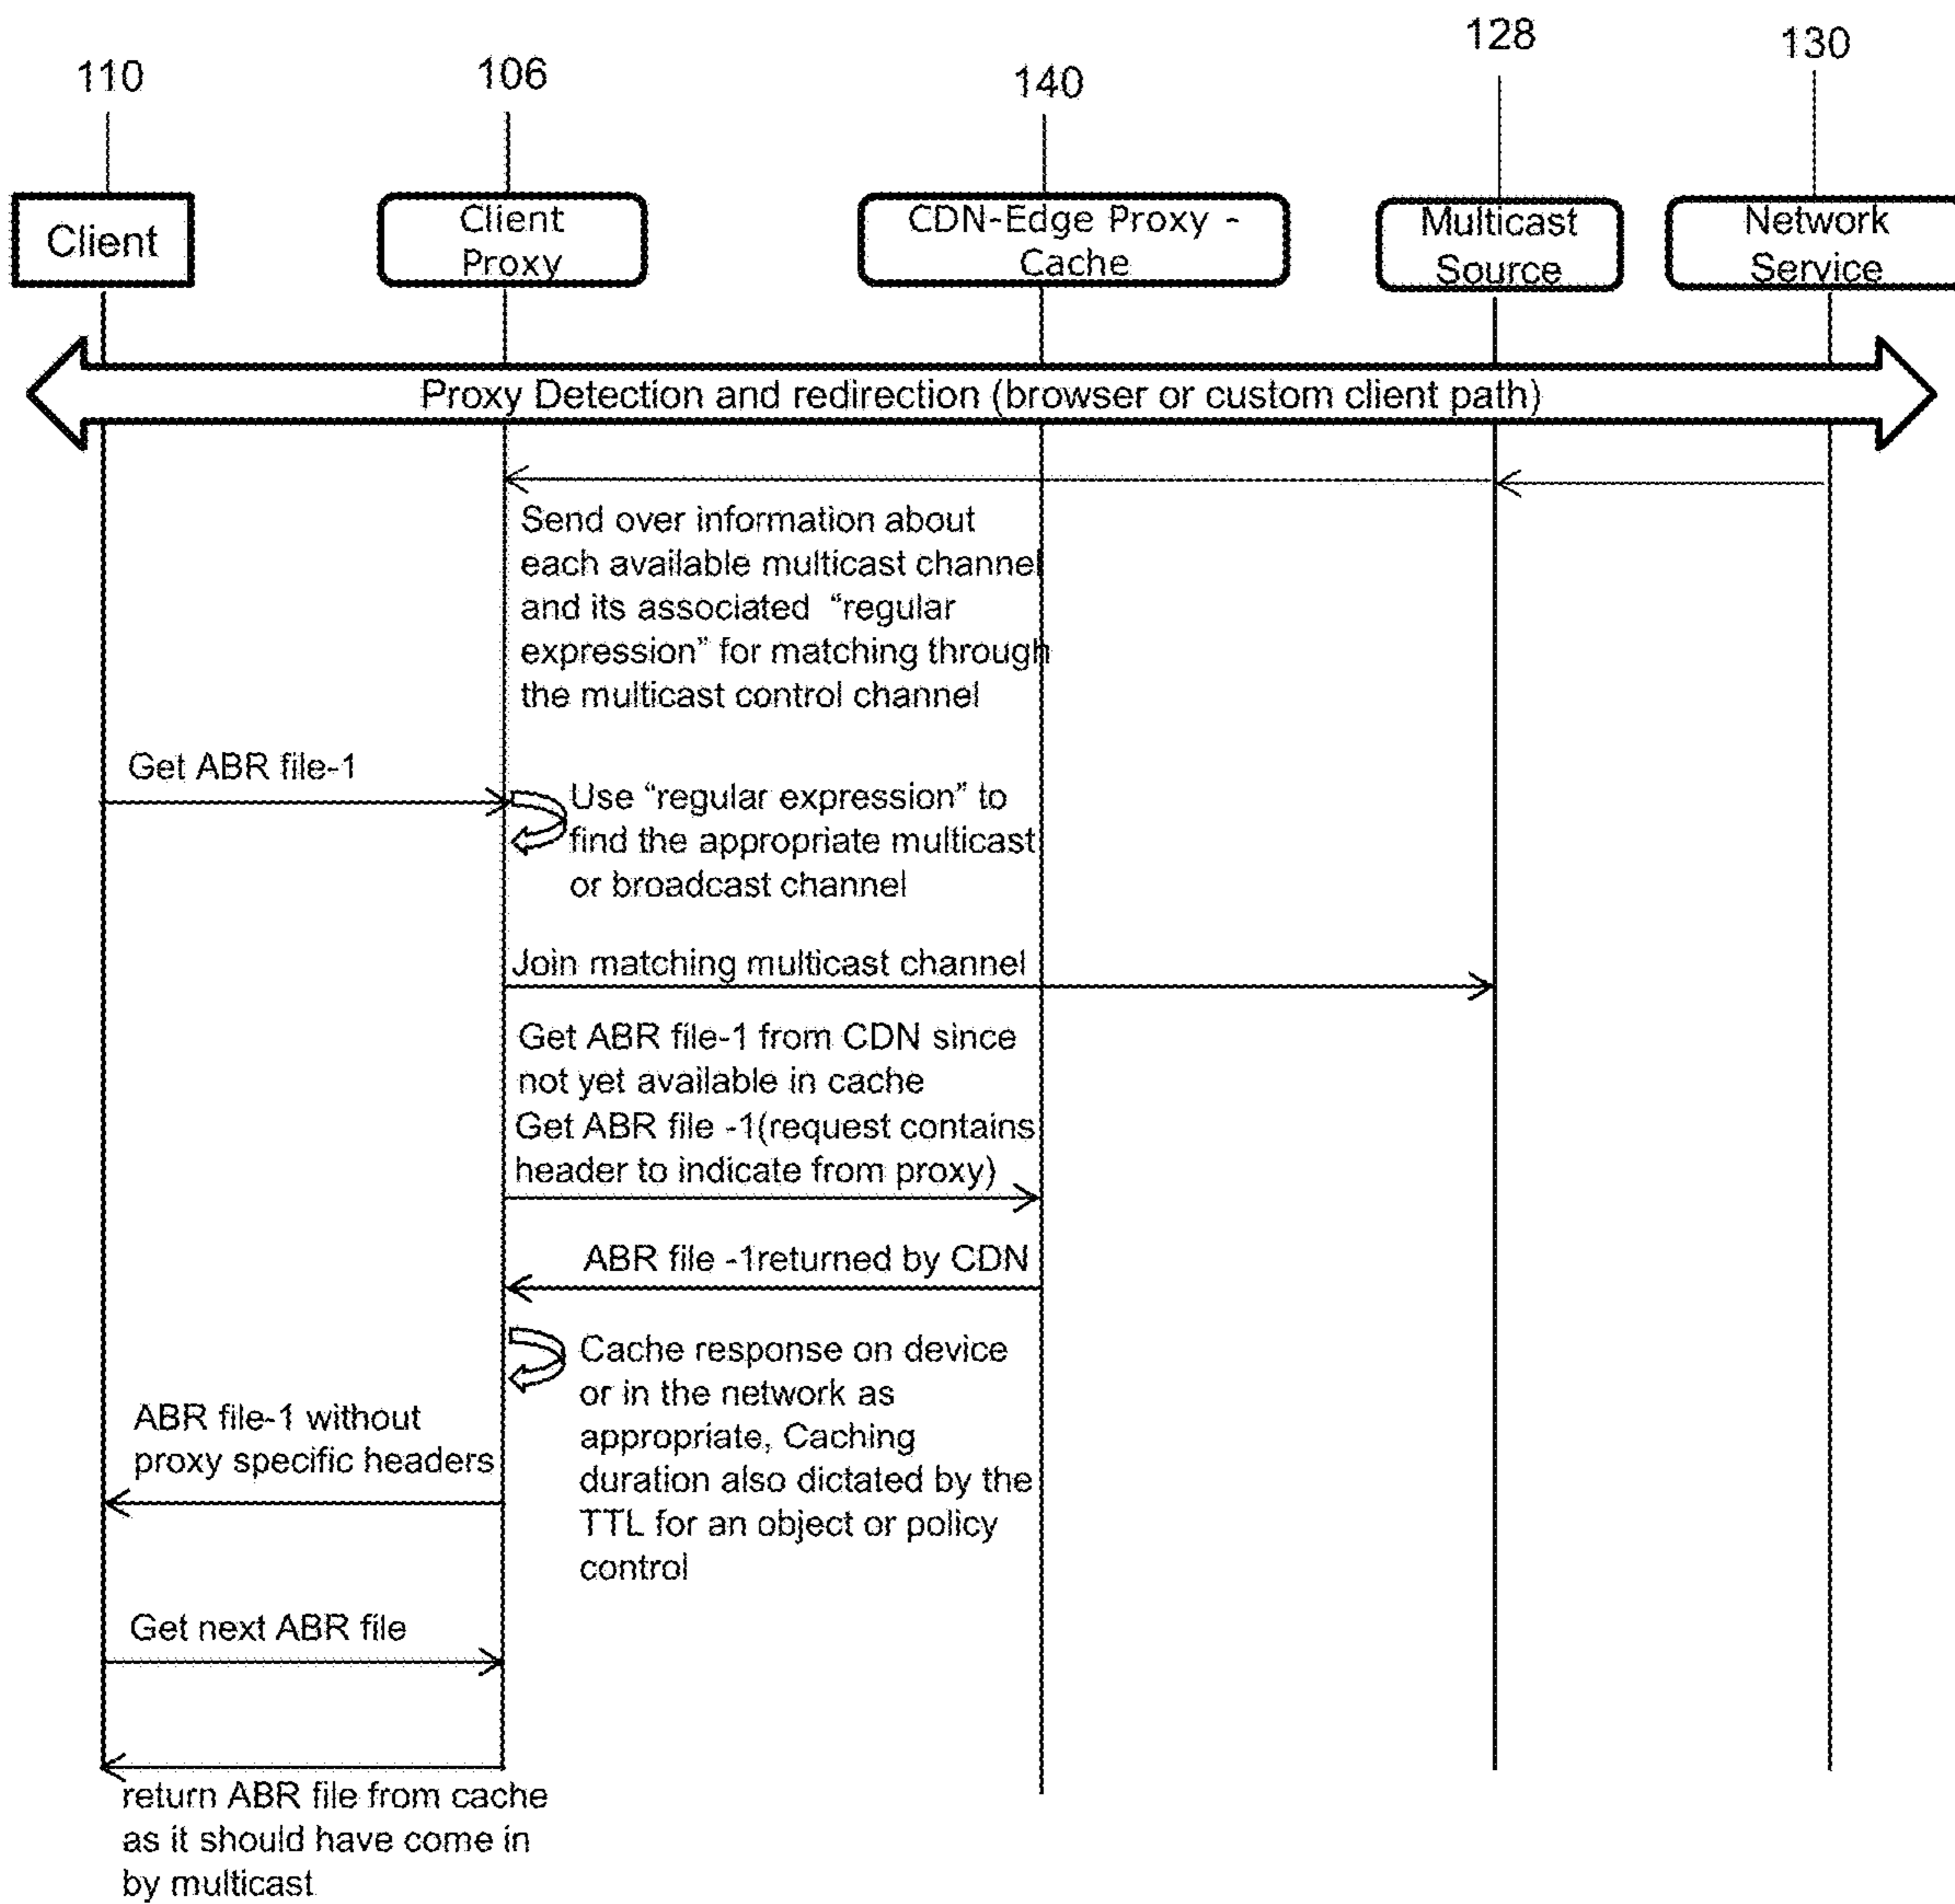 110
106
140
128
130
Client
Client
Proxy
CDN-Edge Proxy -
Cache
Multicast
Source
Network
Service
Proxy Detection and redirection (browser or custom client path)
Send over information about
each available multicast channel
and its associated “regular
expression” for matching through
the multicast control channel
Get ABR file-1
Use “regular expression” to
find the appropriate multicast
or broadcast channel
Join matching multicast channel
Get ABR file-1 from CDN since
not yet available in cache
Get ABR file -1(request contains
header to indicate from proxy)
ABR file -1returned by CDN
Cache response on device
or in the network as
appropriate, Caching
duration also dictated by the
TTL for an object or policy
control
ABR file-1 without
proxy specific headers
Get next ABR file
return ABR file from cache
as it should have come in
by multicast